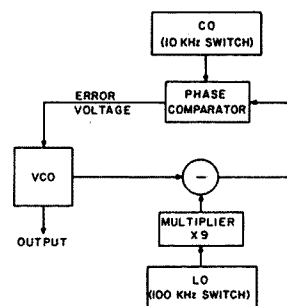 CO
(10 KHz SWITCH)
ERROR
VOLTAGE
PHASE
COMPARATOR
VCO
−
OUTPUT
MULTIPLIER
X 9
LO
(100 KHz SWITCH)